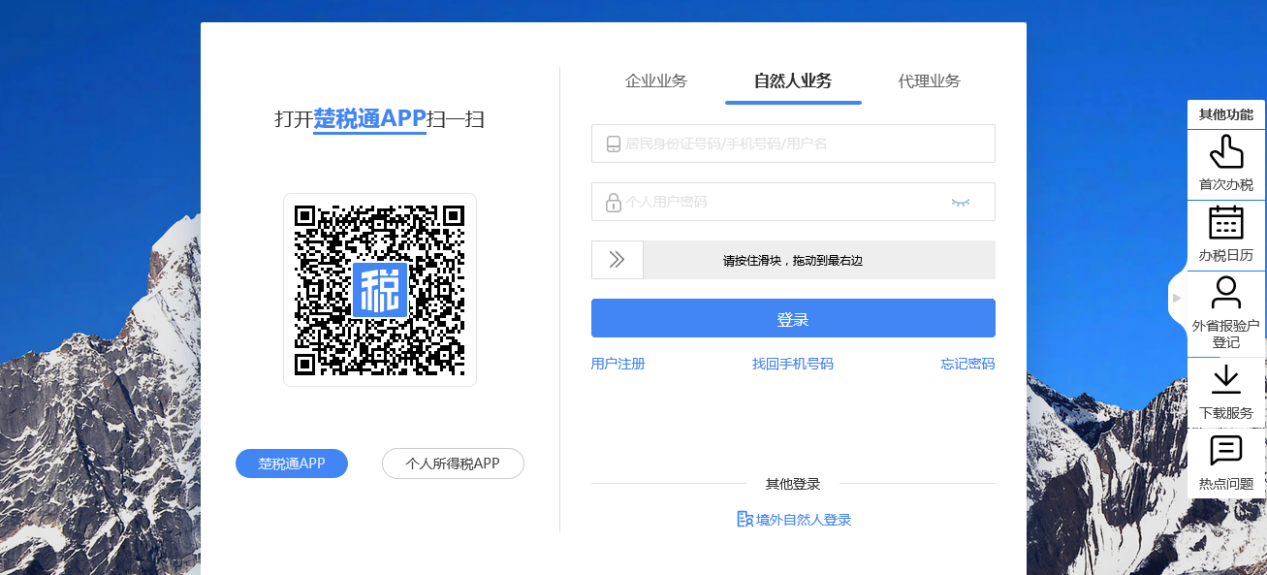 打开楚税通APP扫一扫
税
楚税通APP
个人所得税APP
企业业务
自然人业务
代理业务
居民身份证号码/手机号码/用户名
个人用户密码
请按住滑块，拖动到最右边
登录
用户注册
找回手机号码
忘记密码
其他登录
境外自然人登录
其他功能
首次办税
办税日历
外省报验户
登记
下载服务
热点问题